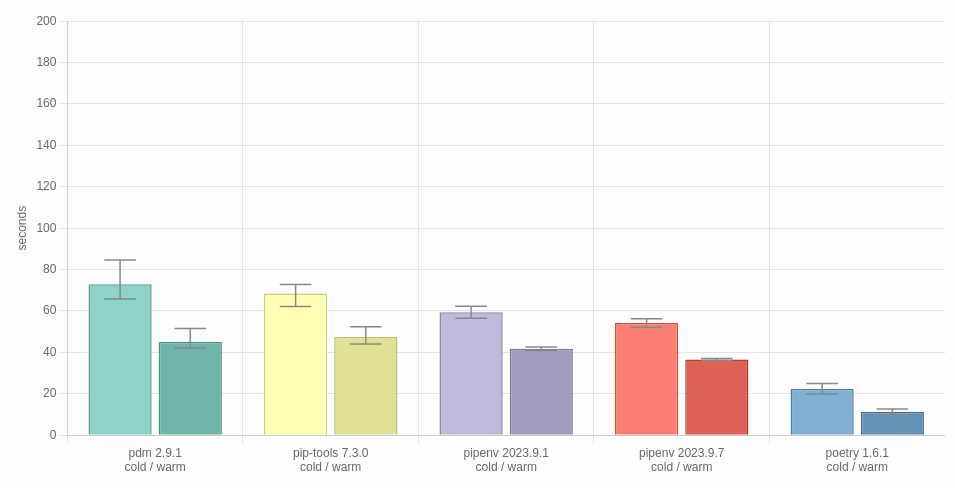 200
180
160
140
120
100
80
60
40
20
0
seconds
pdm 2.9.1
cold / warm
pip-tools 7.3.0
cold / warm
pipenv 2023.9.1
cold / warm
pipenv 2023.9.7
cold / warm
poetry 1.6.1
cold / warm